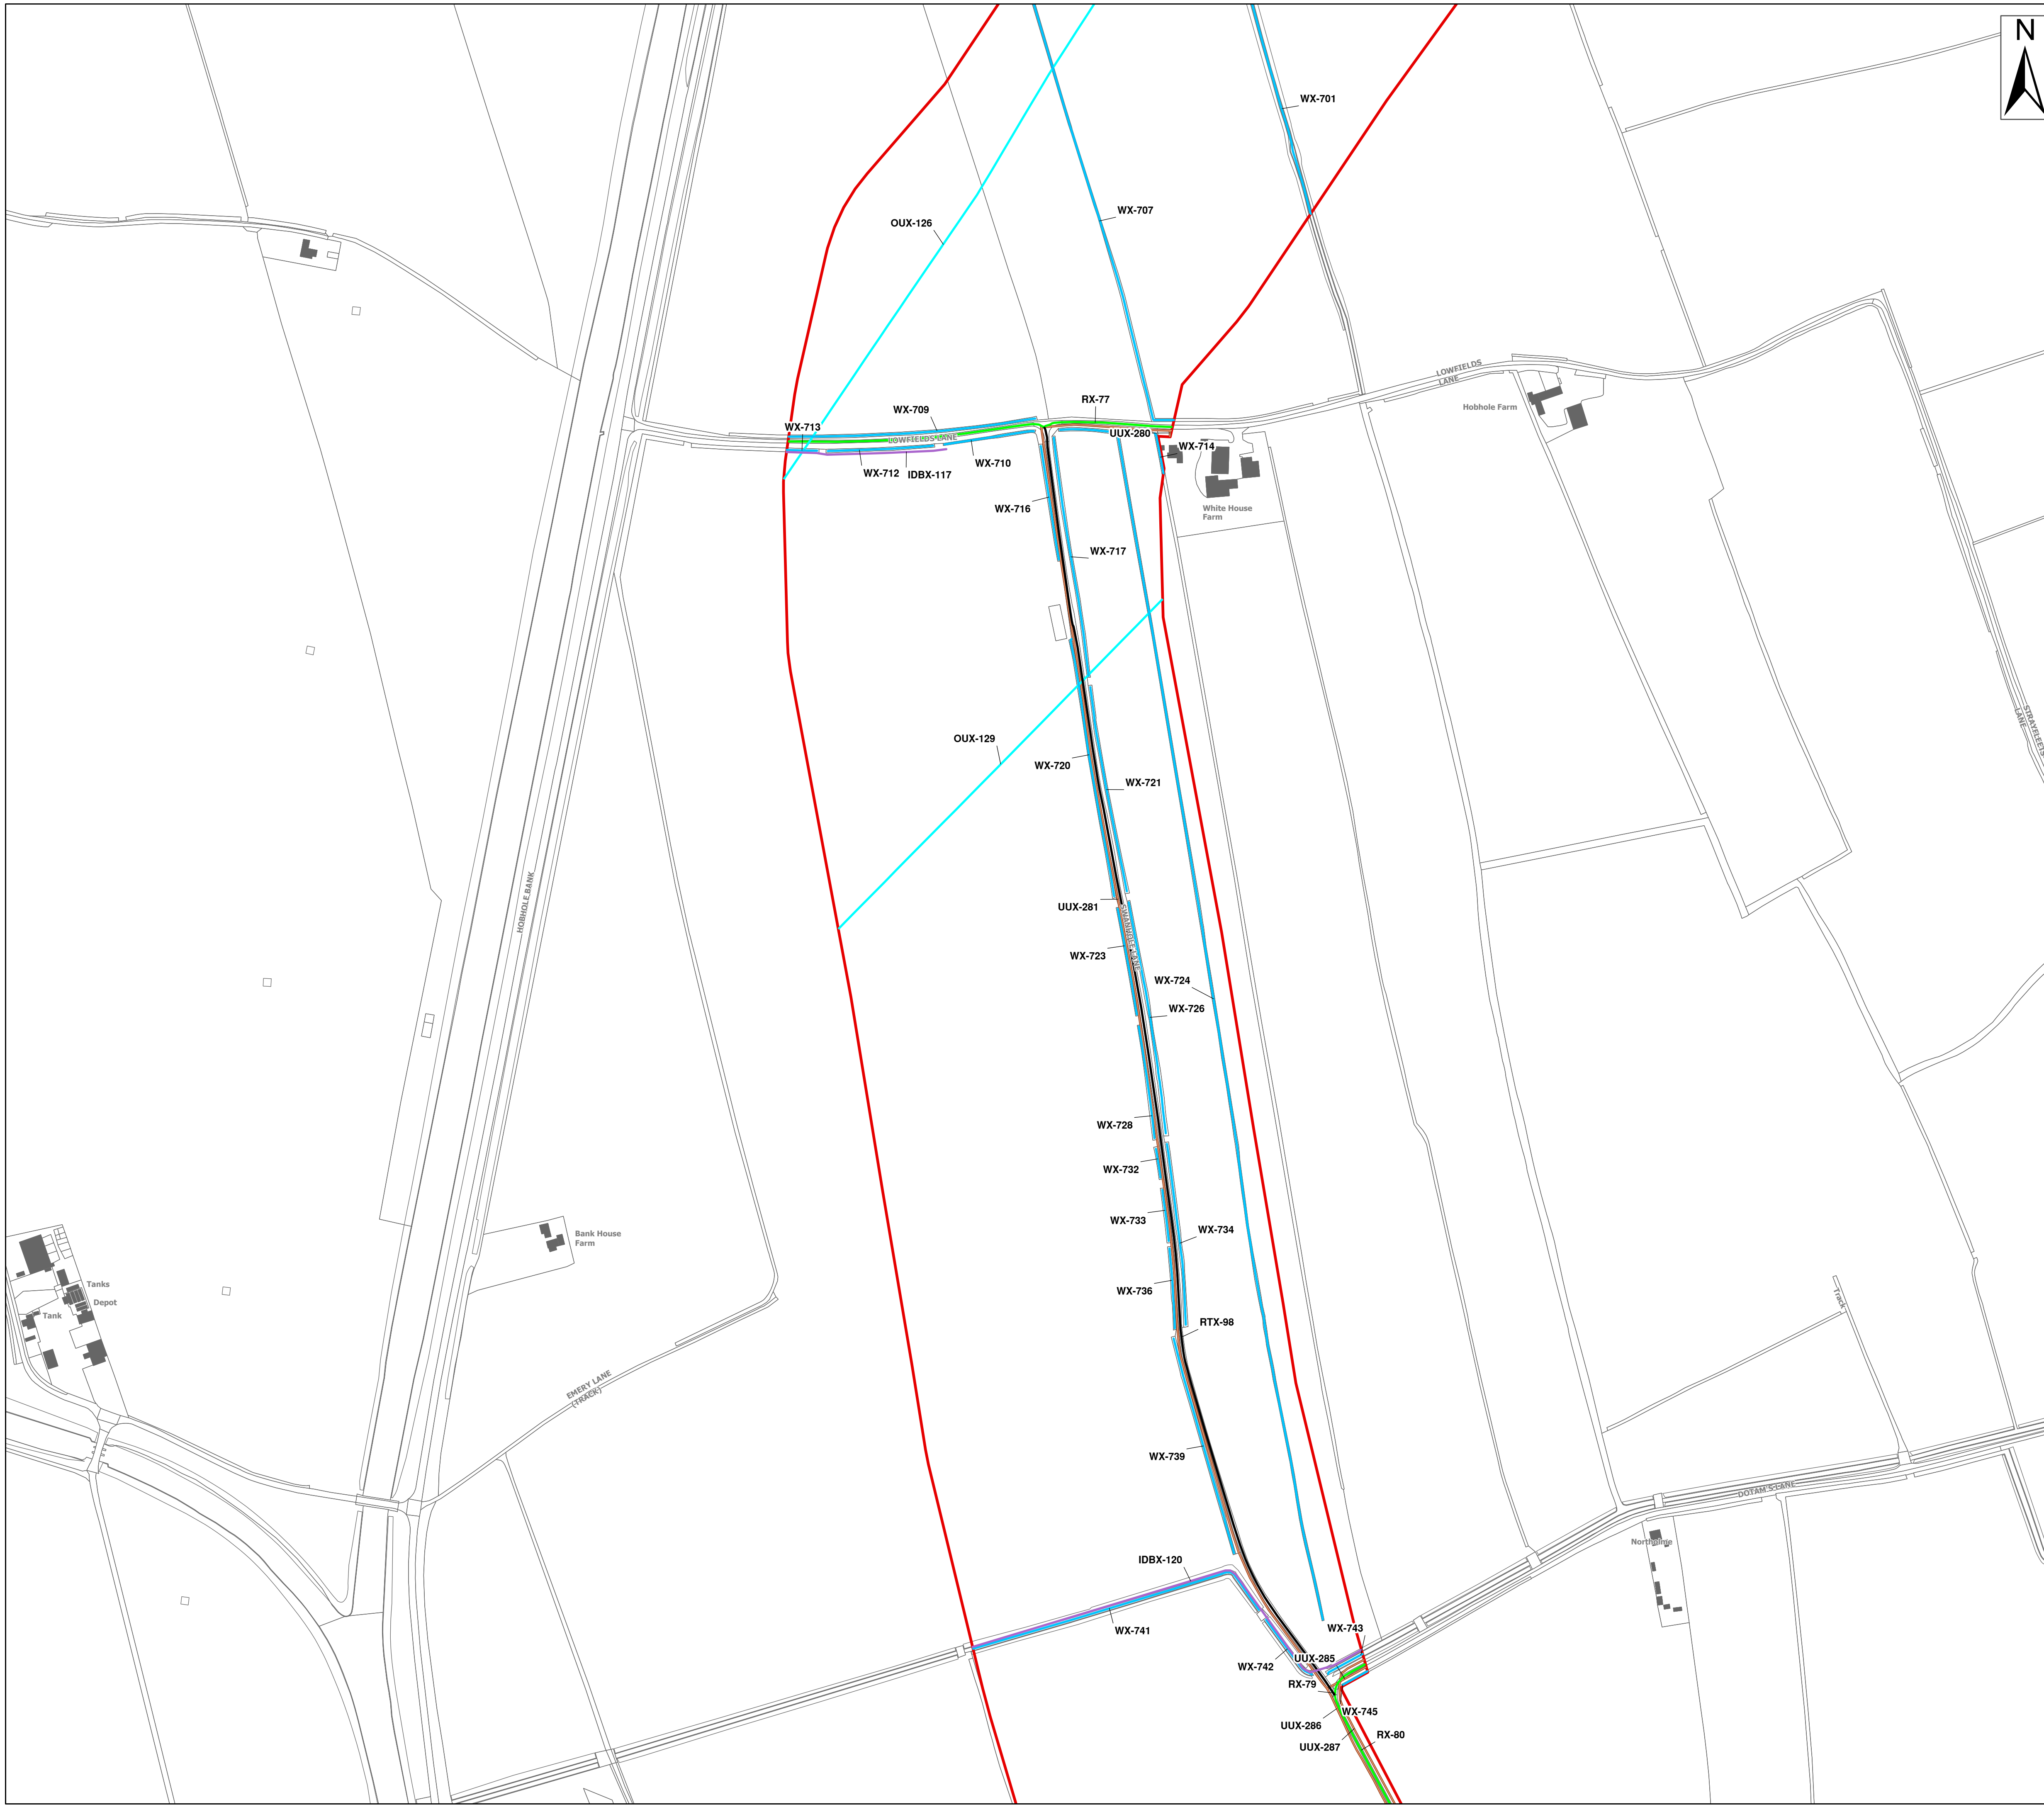 N
WX-701
OUX-126
WX-707
LOWFIELDS
LANE
RX-77
WX-709
Hobhole Farm
WX-713
UUX-280
LOWFIELDS LANE
WX-714
WX-712
IDBX-117
WX-710
White House
Farm
WX-716
WX-717
STRAYFLEETS
LANE
OUX-129
WX-720
WX-721
HOBHOLE BANK
UUX-281
SWANHOLE LANE
WX-723
WX-724
WX-726
WX-728
WX-732
WX-733
WX-734
Bank House
Farm
Tanks
WX-736
Depot
Track
Tank
RTX-98
EMERY LANE
(TRACK)
WX-739
DOTAM'S LANE
Northolme
IDBX-120
WX-741
WX-743
UUX-285
WX-742
RX-79
WX-745
UUX-286
RX-80
UUX-287